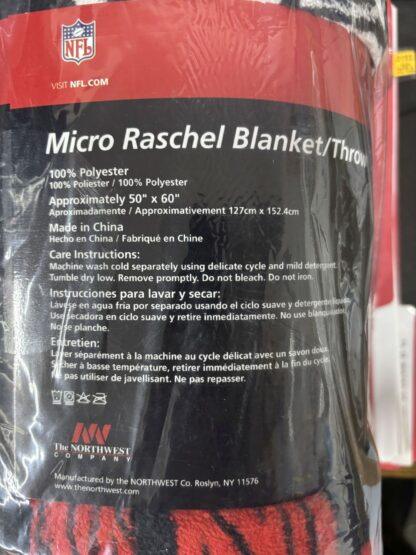 NFL
VISIT NFL.COM
Micro Raschel Blanket/Throw
100% Polyester
100% Poliester / 100% Polyester
Approximately 50" x 60"
Aproximadamente / Approximativement 127cm x 152.4cm
Made in China
Hecho en China / Fabriqué en Chine
Care Instructions:
Machine wash cold separately using delicate cycle and mild detergent.
Tumble dry low. Remove promptly. Do not bleach. Do not iron.
Instrucciones para lavar y secar:
Lávese en agua fria por separado usando el ciclo suave y detergente líquido.
Use secadora en ciclo suave y retire inmediatamente. No use blanqueador.
No se planche.
Entretien:
Laver séparément à la machine au cycle délicat avec un savon doux.
Sécher à basse température, retirer immédiatement à la fin du cycle.
Ne pas utiliser de javellisant. Ne pas repasser.
The NORTHWEST
COMPANY
Manufactured by the NORTHWEST Co. Roslyn, NY 11576
www.thenorthwest.com